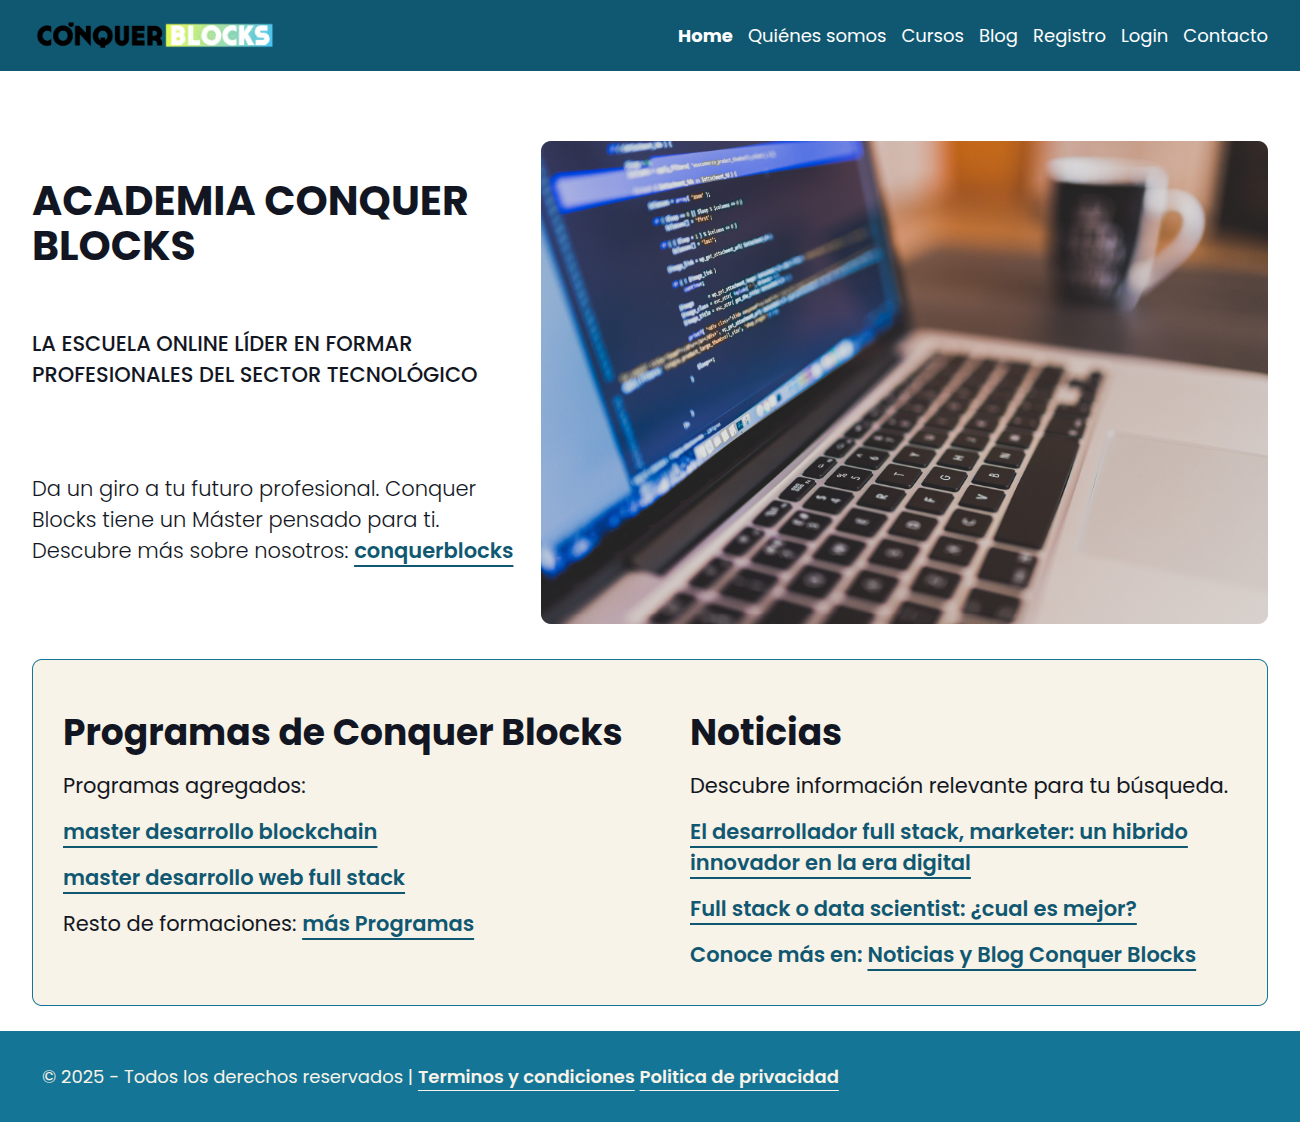 CONQUER BLOCKS
Home Quiénes somos Cursos Blog Registro Login Contacto
ACADEMIA CONQUER
BLOCKS
LA ESCUELA ONLINE LÍDER EN FORMAR
PROFESIONALES DEL SECTOR TECNOLÓGICO
Da un giro a tu futuro profesional. Conquer
Blocks tiene un Máster pensado para ti.
Descubre más sobre nosotros: conquerblocks
Programas de Conquer Blocks
Programas agregados:
master desarrollo blockchain
master desarrollo web full stack
Resto de formaciones: más Programas
Noticias
Descubre información relevante para tu búsqueda.
El desarrollador full stack, marketer: un hibrido
innovador en la era digital
Full stack o data scientist: ¿cual es mejor?
Conoce más en: Noticias y Blog Conquer Blocks
© 2025 - Todos los derechos reservados | Terminos y condiciones Politica de privacidad